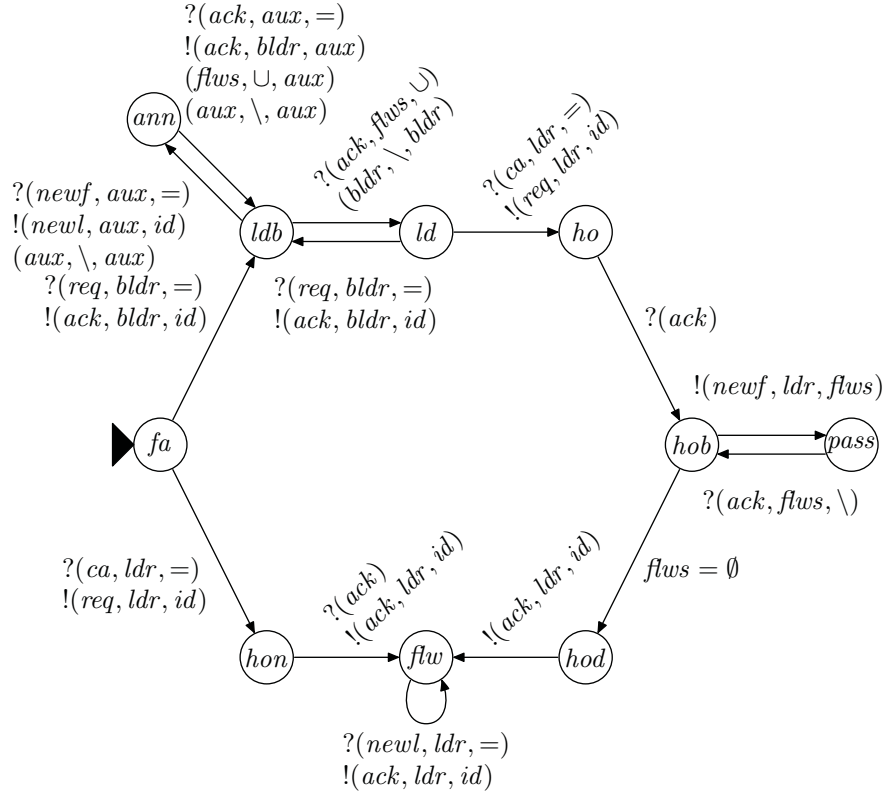 ?(ack, aux, =)
!(ack, bldr, aux)
(flws, ∪, aux)
(aux, \, aux)
ann
?(ack, flws, ∪)
(bldr, \, bldr)
?(ca, ldr, =)
!(req, ldr, id)
?(newf, aux, =)
!(newl, aux, id)
(aux, \, aux)
ldb
ld
ho
?(req, bldr, =)
!(ack, bldr, id)
?(req, bldr, =)
!(ack, bldr, id)
?(ack)
!(newf, ldr, flws)
fa
hob
pass
?(ack, flws, \)
?(ca, ldr, =)
!(req, ldr, id)
?(ack)
!(ack, ldr, id)
!(ack, ldr, id)
flws = ∅
hon
flw
hod
?(newl, ldr, =)
!(ack, ldr, id)